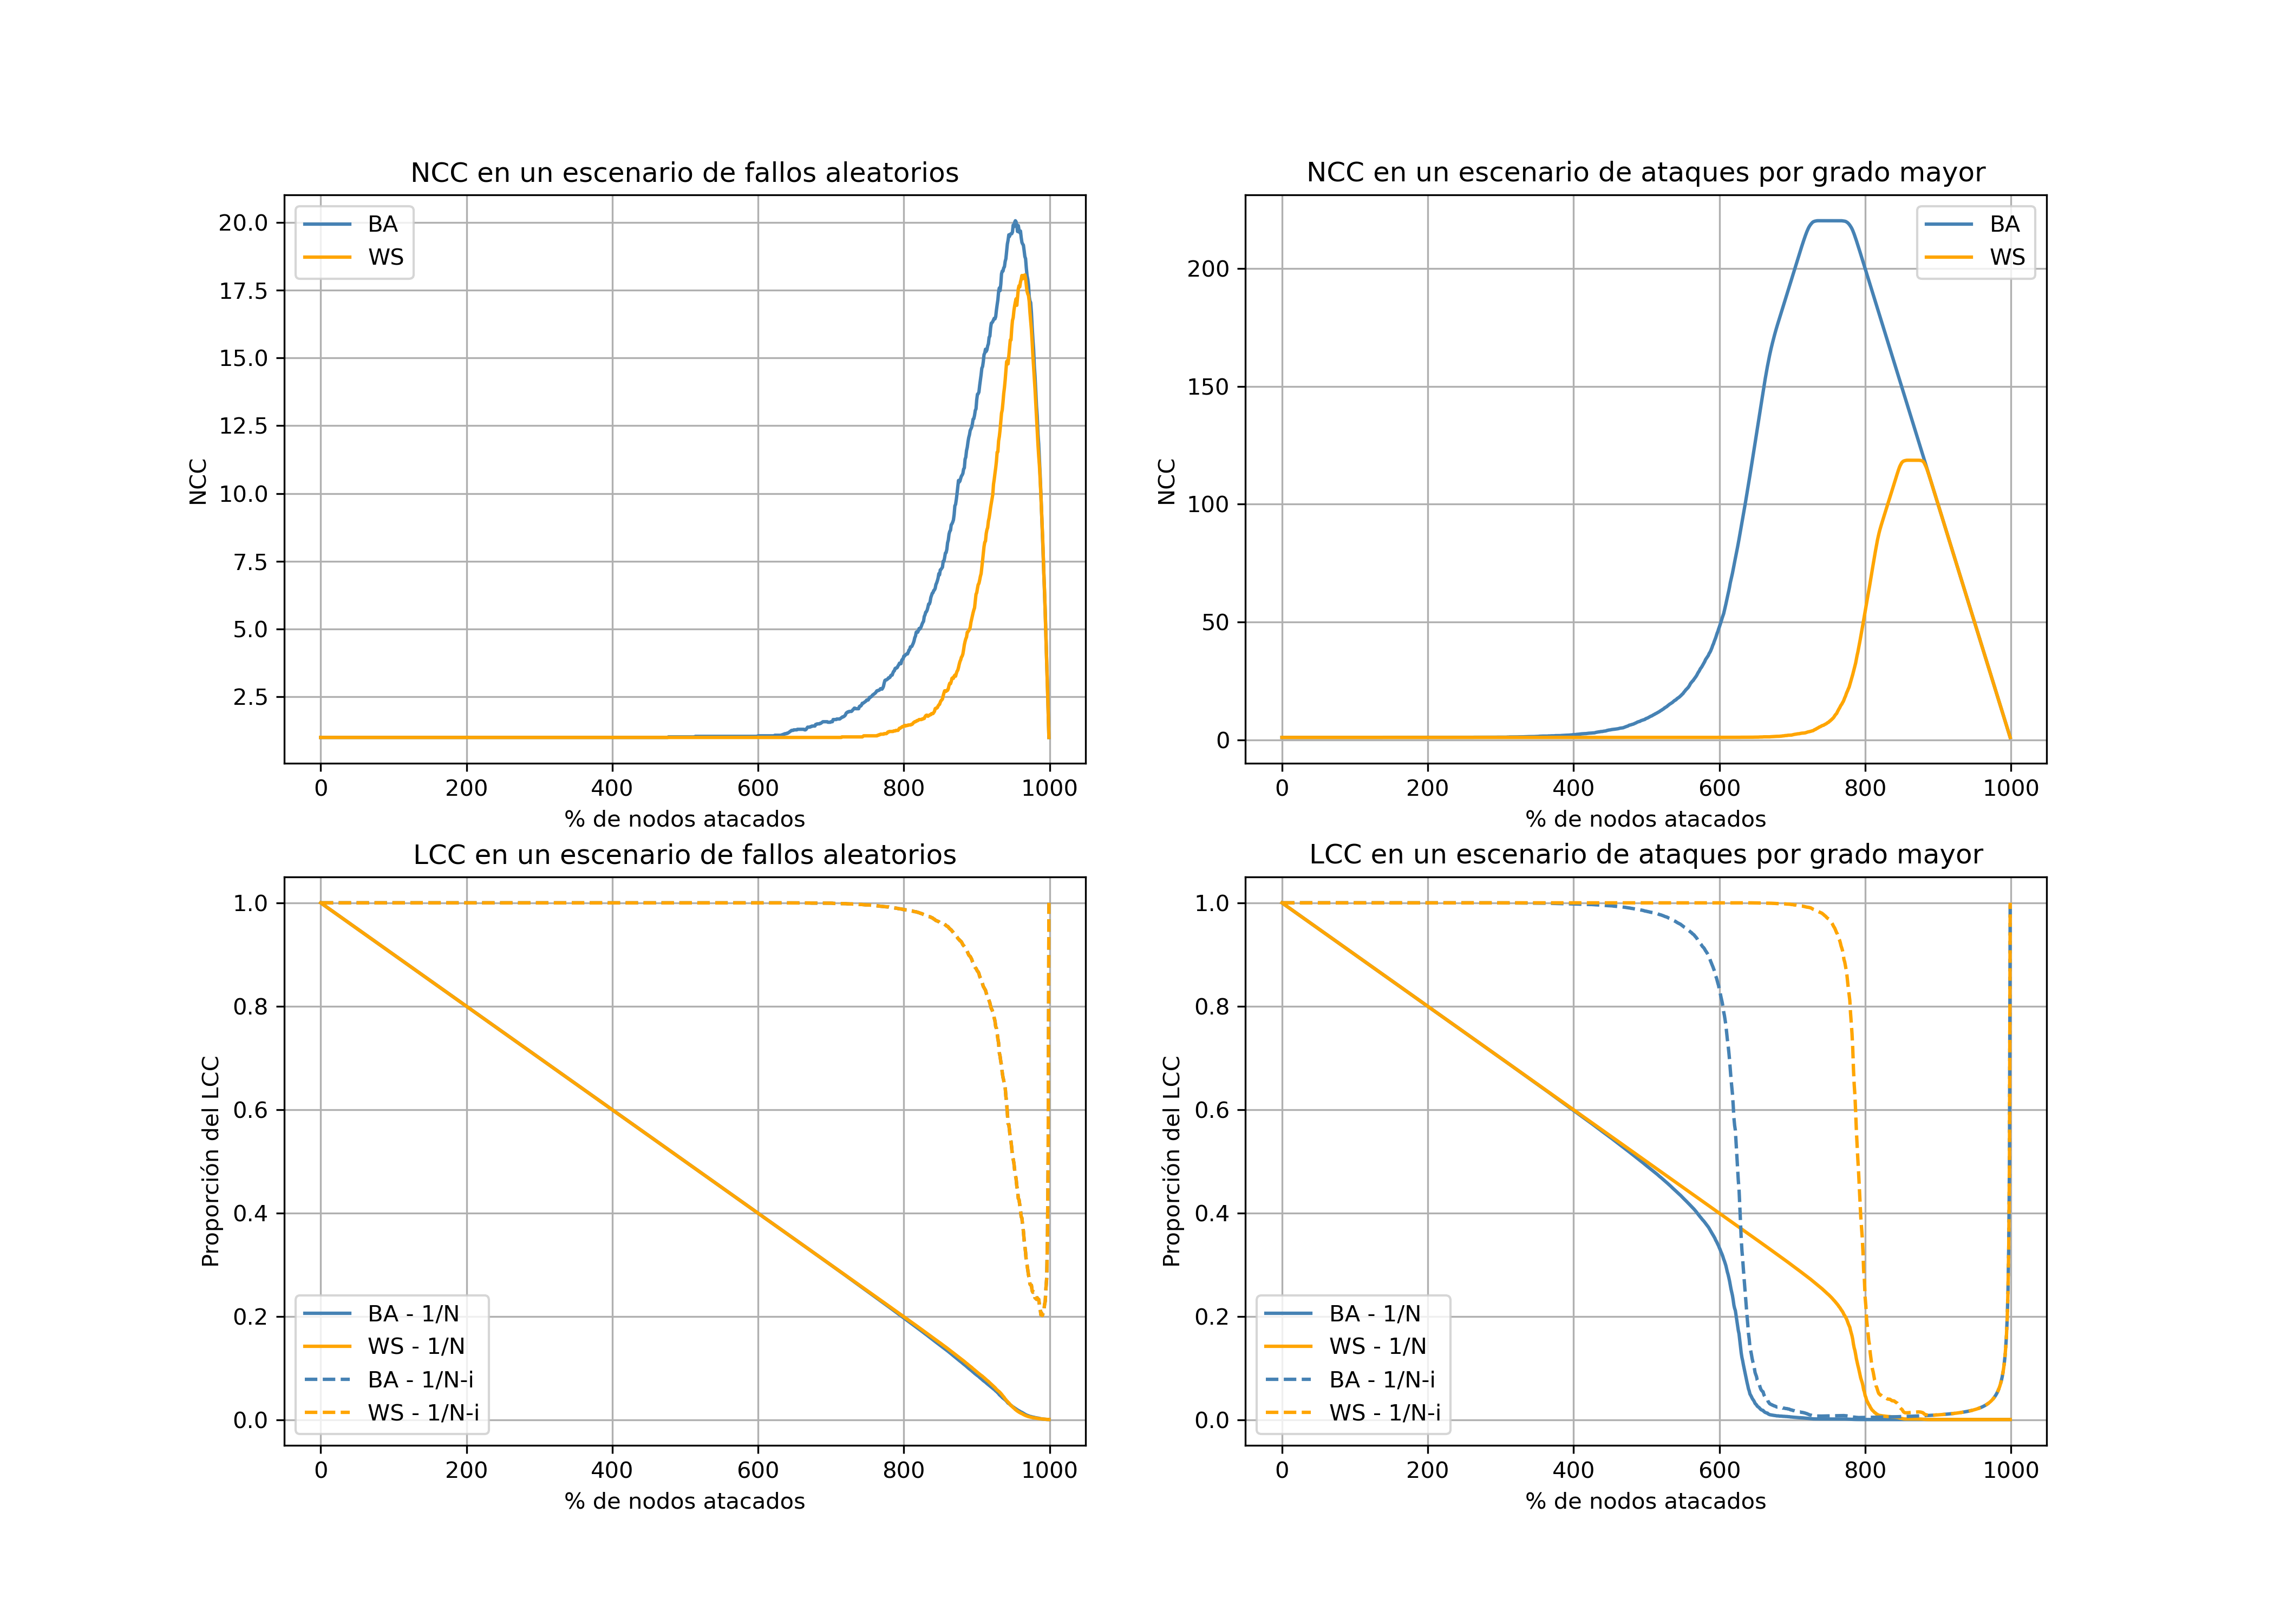 NCC en un escenario de fallos aleatorios
NCC
20.0
17.5
15.0
12.5
10.0
7.5
5.0
2.5
BA
WS
0 200 400 600 800 1000
% de nodos atacados
NCC en un escenario de ataques por grado mayor
NCC
200
150
100
50
0
BA
WS
0 200 400 600 800 1000
% de nodos atacados
LCC en un escenario de fallos aleatorios
Proporción del LCC
1.0
0.8
0.6
0.4
0.2
0.0
BA - 1/N
WS - 1/N
BA - 1/N-i
WS - 1/N-i
0 200 400 600 800 1000
% de nodos atacados
LCC en un escenario de ataques por grado mayor
Proporción del LCC
1.0
0.8
0.6
0.4
0.2
0.0
BA - 1/N
WS - 1/N
BA - 1/N-i
WS - 1/N-i
0 200 400 600 800 1000
% de nodos atacados